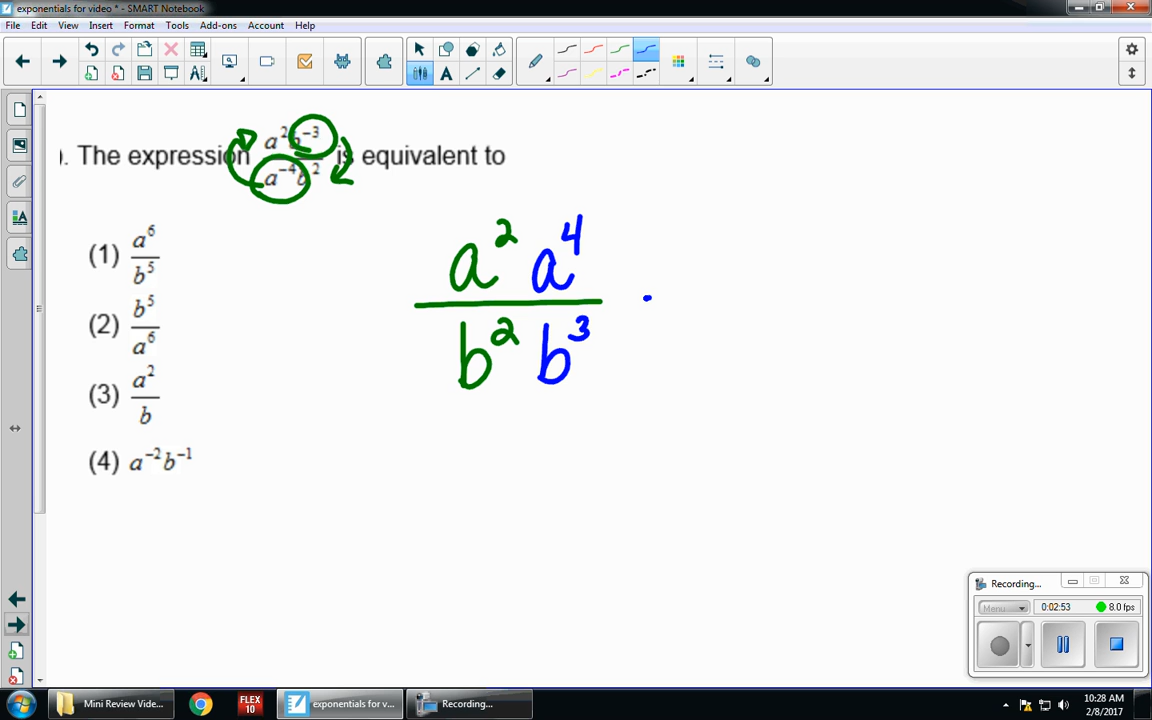 exponentials for video * - SMART Notebook
File Edit View Insert Format Tools Add-ons Account Help
). The expression a²b⁻³ / a⁻⁴b² is equivalent to
(1) a⁶ / b⁵
(2) b⁵ / a⁶
(3) a² / b
(4) a⁻²b⁻¹
a² a⁴
b² b³
Recording...
Menu 0:02:53 8.0 fps
Mini Review Vide... FLEX 10 exponentials for v... Recording... 10:28 AM
2/8/2017